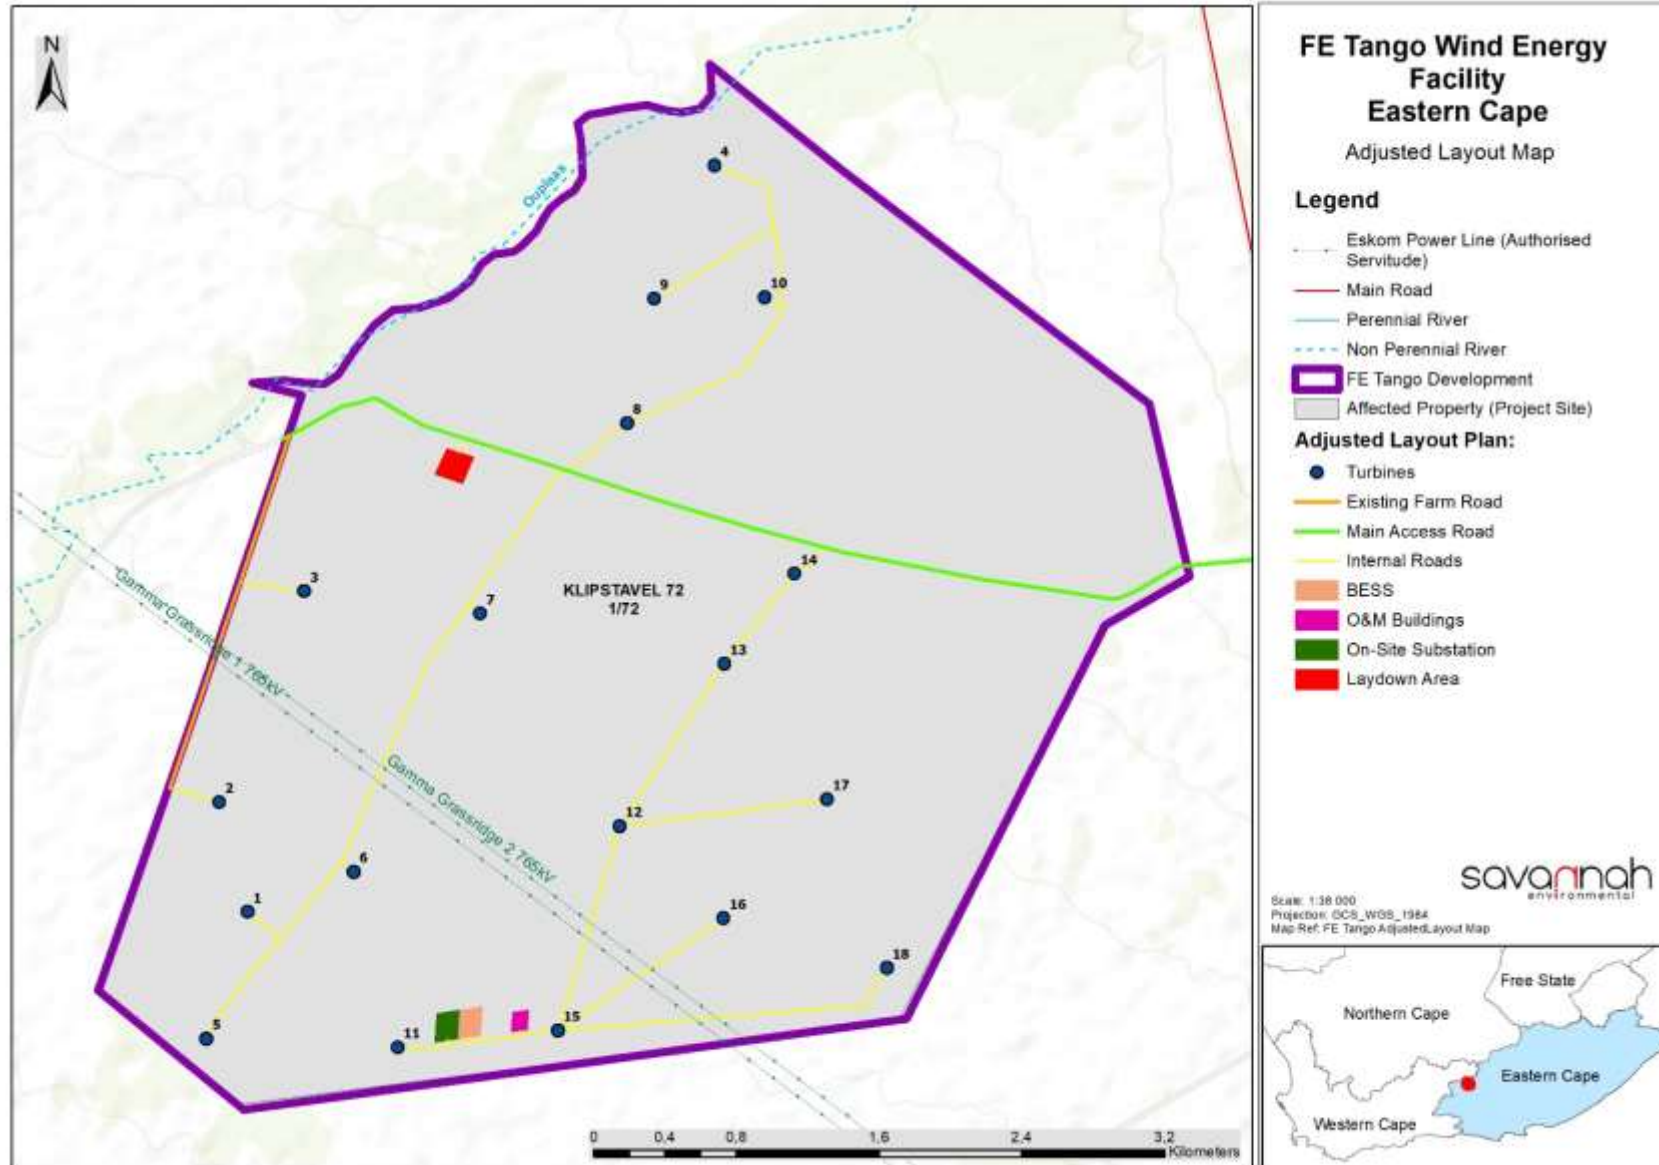 N
Ouplaas
4
9
10
8
3
7
KLIPSTAVEL 72
1/72
14
13
Gamma Grassridge 1 765kV
Gamma Grassridge 2 765kV
2
12
17
6
1
16
18
5
11
15
0 0,4 0,8 1,6 2,4 3,2
Kilometers
FE Tango Wind Energy
Facility
Eastern Cape
Adjusted Layout Map
Legend
Eskom Power Line (Authorised
Servitude)
Main Road
Perennial River
Non Perennial River
FE Tango Development
Affected Property (Project Site)
Adjusted Layout Plan:
Turbines
Existing Farm Road
Main Access Road
Internal Roads
BESS
O&M Buildings
On-Site Substation
Laydown Area
savannah
environmental
Scale: 1:38 000
Projection: GCS_WGS_1984
Map Ref: FE Tango AdjustedLayout Map
Free State
Northern Cape
Eastern Cape
Western Cape